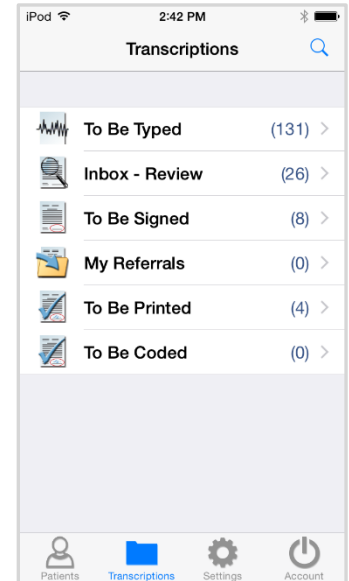 iPod 2:42 PM
Transcriptions
To Be Typed (131)
Inbox - Review (26)
To Be Signed (8)
My Referrals (0)
To Be Printed (4)
To Be Coded (0)
Patients Transcriptions Settings Account